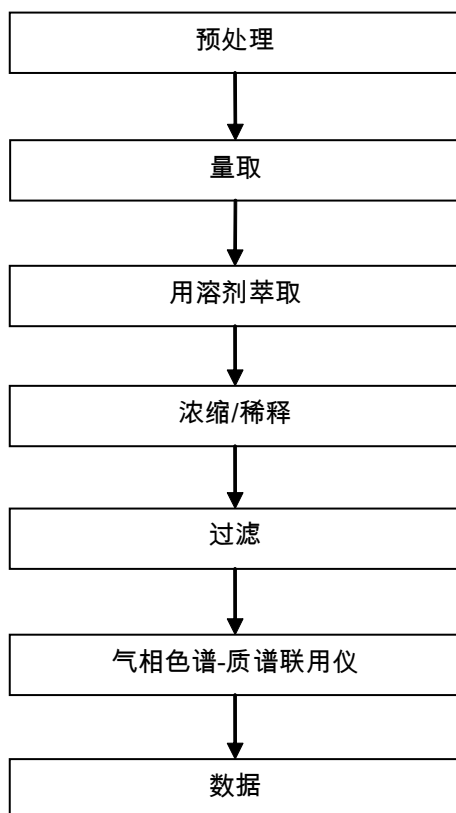 预处理
量取
用溶剂萃取
浓缩/稀释
过滤
气相色谱-质谱联用仪
数据